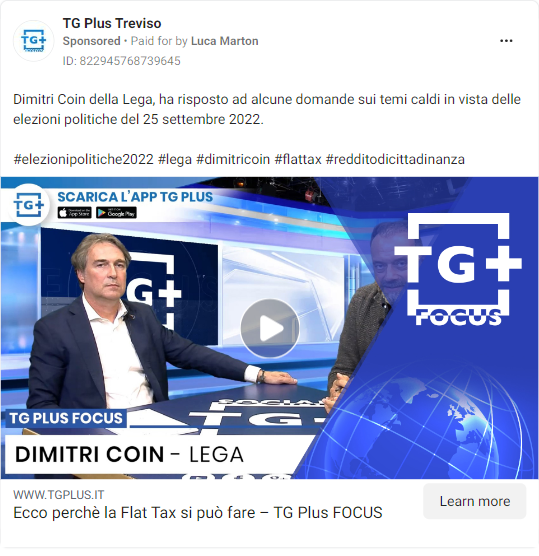 TG Plus Treviso
Sponsored • Paid for by Luca Marton
ID: 822945768739645
Dimitri Coin della Lega, ha risposto ad alcune domande sui temi caldi in vista delle
elezioni politiche del 25 settembre 2022.
#elezionipolitiche2022 #lega #dimitricoin #flattax #redditodicittadinanza
TG+
SCARICA L'APP TG PLUS
App Store
Google Play
TG+
FOCUS
TG PLUS FOCUS
SOCIAL
TG+
DIMITRI COIN - LEGA
WWW.TGPLUS.IT
Ecco perchè la Flat Tax si può fare – TG Plus FOCUS
Learn more